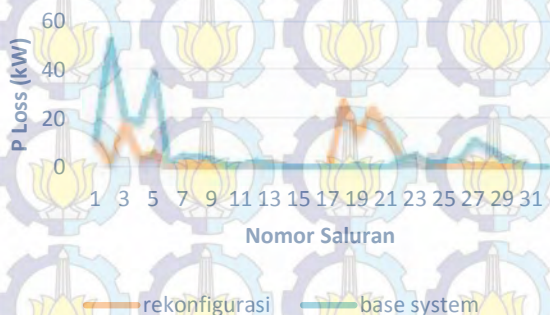 60
40
20
0
P Loss (kW)
1 3 5 7 9 11 13 15 17 19 21 23 25 27 29 31
Nomor Saluran
rekonfigurasi base system